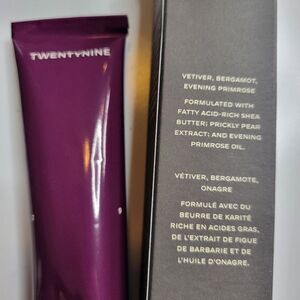 TWENTYNINE
VETIVER, BERGAMOT,
EVENING PRIMROSE
FORMULATED WITH
FATTY ACID-RICH SHEA
BUTTER; PRICKLY PEAR
EXTRACT; AND EVENING
PRIMROSE OIL.
VÉTIVER, BERGAMOTE,
ONAGRE
FORMULÉ AVEC DU
BEURRE DE KARITÉ
RICHE EN ACIDES GRAS,
DE L'EXTRAIT DE FIGUE
DE BARBARIE ET DE
L'HUILE D'ONAGRE.